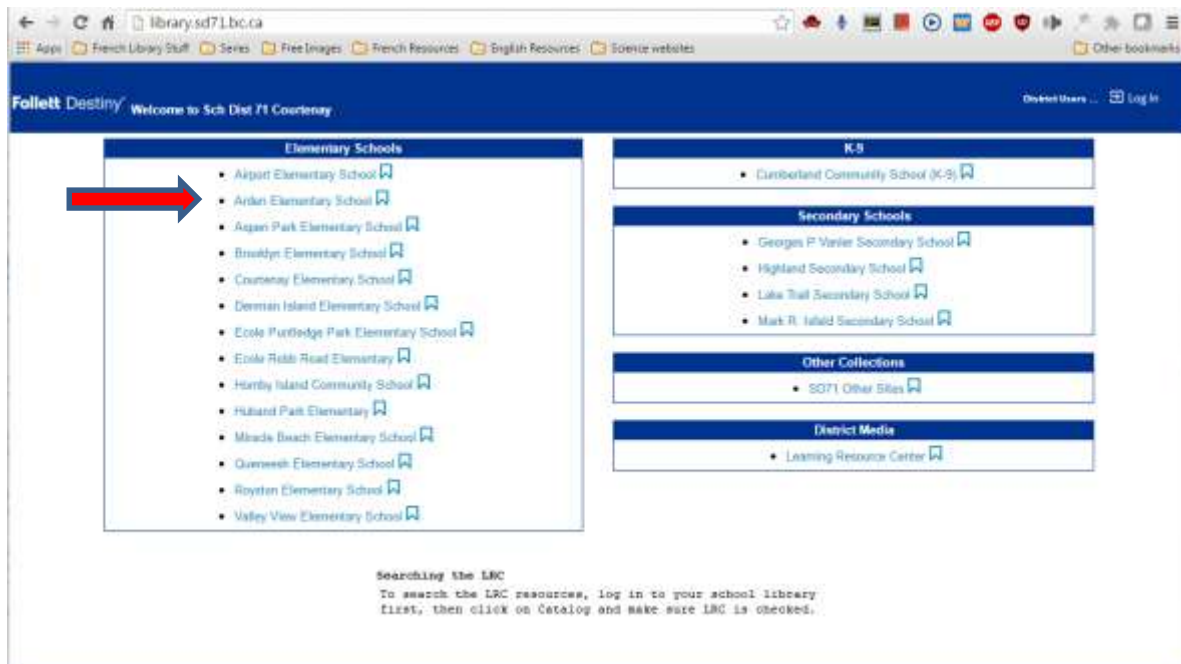 library.sd71.bc.ca
Apps French Library Stuff Series Free Images French Resources English Resources Science websites Other bookmarks
Follett Destiny Welcome to Sch Dist 71 Courtenay
District Users ... Log In
Elementary Schools
Airport Elementary School
Arden Elementary School
Aspen Park Elementary School
Brooklyn Elementary School
Courtenay Elementary School
Denman Island Elementary School
Ecole Puntledge Park Elementary School
Ecole Robb Road Elementary
Hornby Island Community School
Huband Park Elementary
Miracle Beach Elementary School
Queneesh Elementary School
Royston Elementary School
Valley View Elementary School
K-9
Cumberland Community School (K-9)
Secondary Schools
Georges P Vanier Secondary School
Highland Secondary School
Lake Trail Secondary School
Mark R. Isfeld Secondary School
Other Collections
SD71 Other Sites
District Media
Learning Resource Center
Searching the LRC
To search the LRC resources, log in to your school library
first, then click on Catalog and make sure LRC is checked.